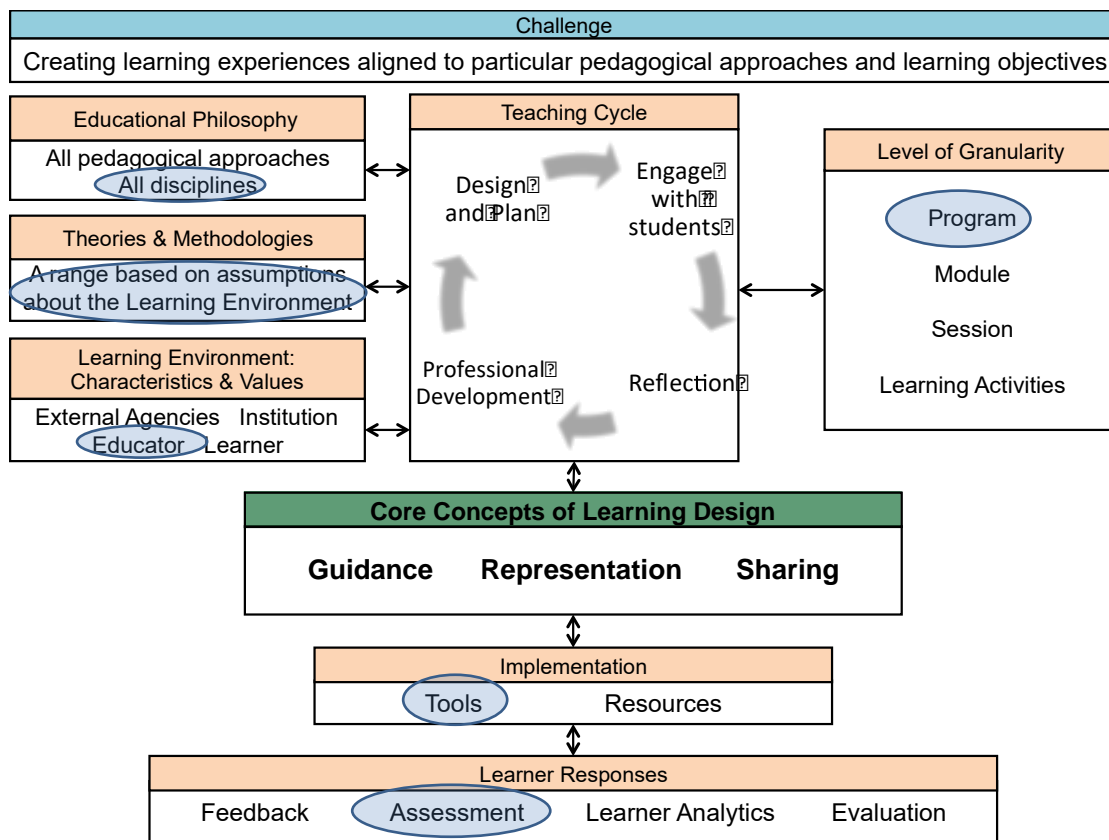 Challenge
Creating learning experiences aligned to particular pedagogical approaches and learning objectives
Educational Philosophy
All pedagogical approaches
All disciplines
Theories & Methodologies
A range based on assumptions
about the Learning Environment
Learning Environment:
Characteristics & Values
External Agencies Institution
Educator Learner
Teaching Cycle
Design
and Plan
Engage
with
students
Reflection
Professional
Development
Level of Granularity
Program
Module
Session
Learning Activities
Core Concepts of Learning Design
Guidance Representation Sharing
Implementation
Tools Resources
Learner Responses
Feedback Assessment Learner Analytics Evaluation